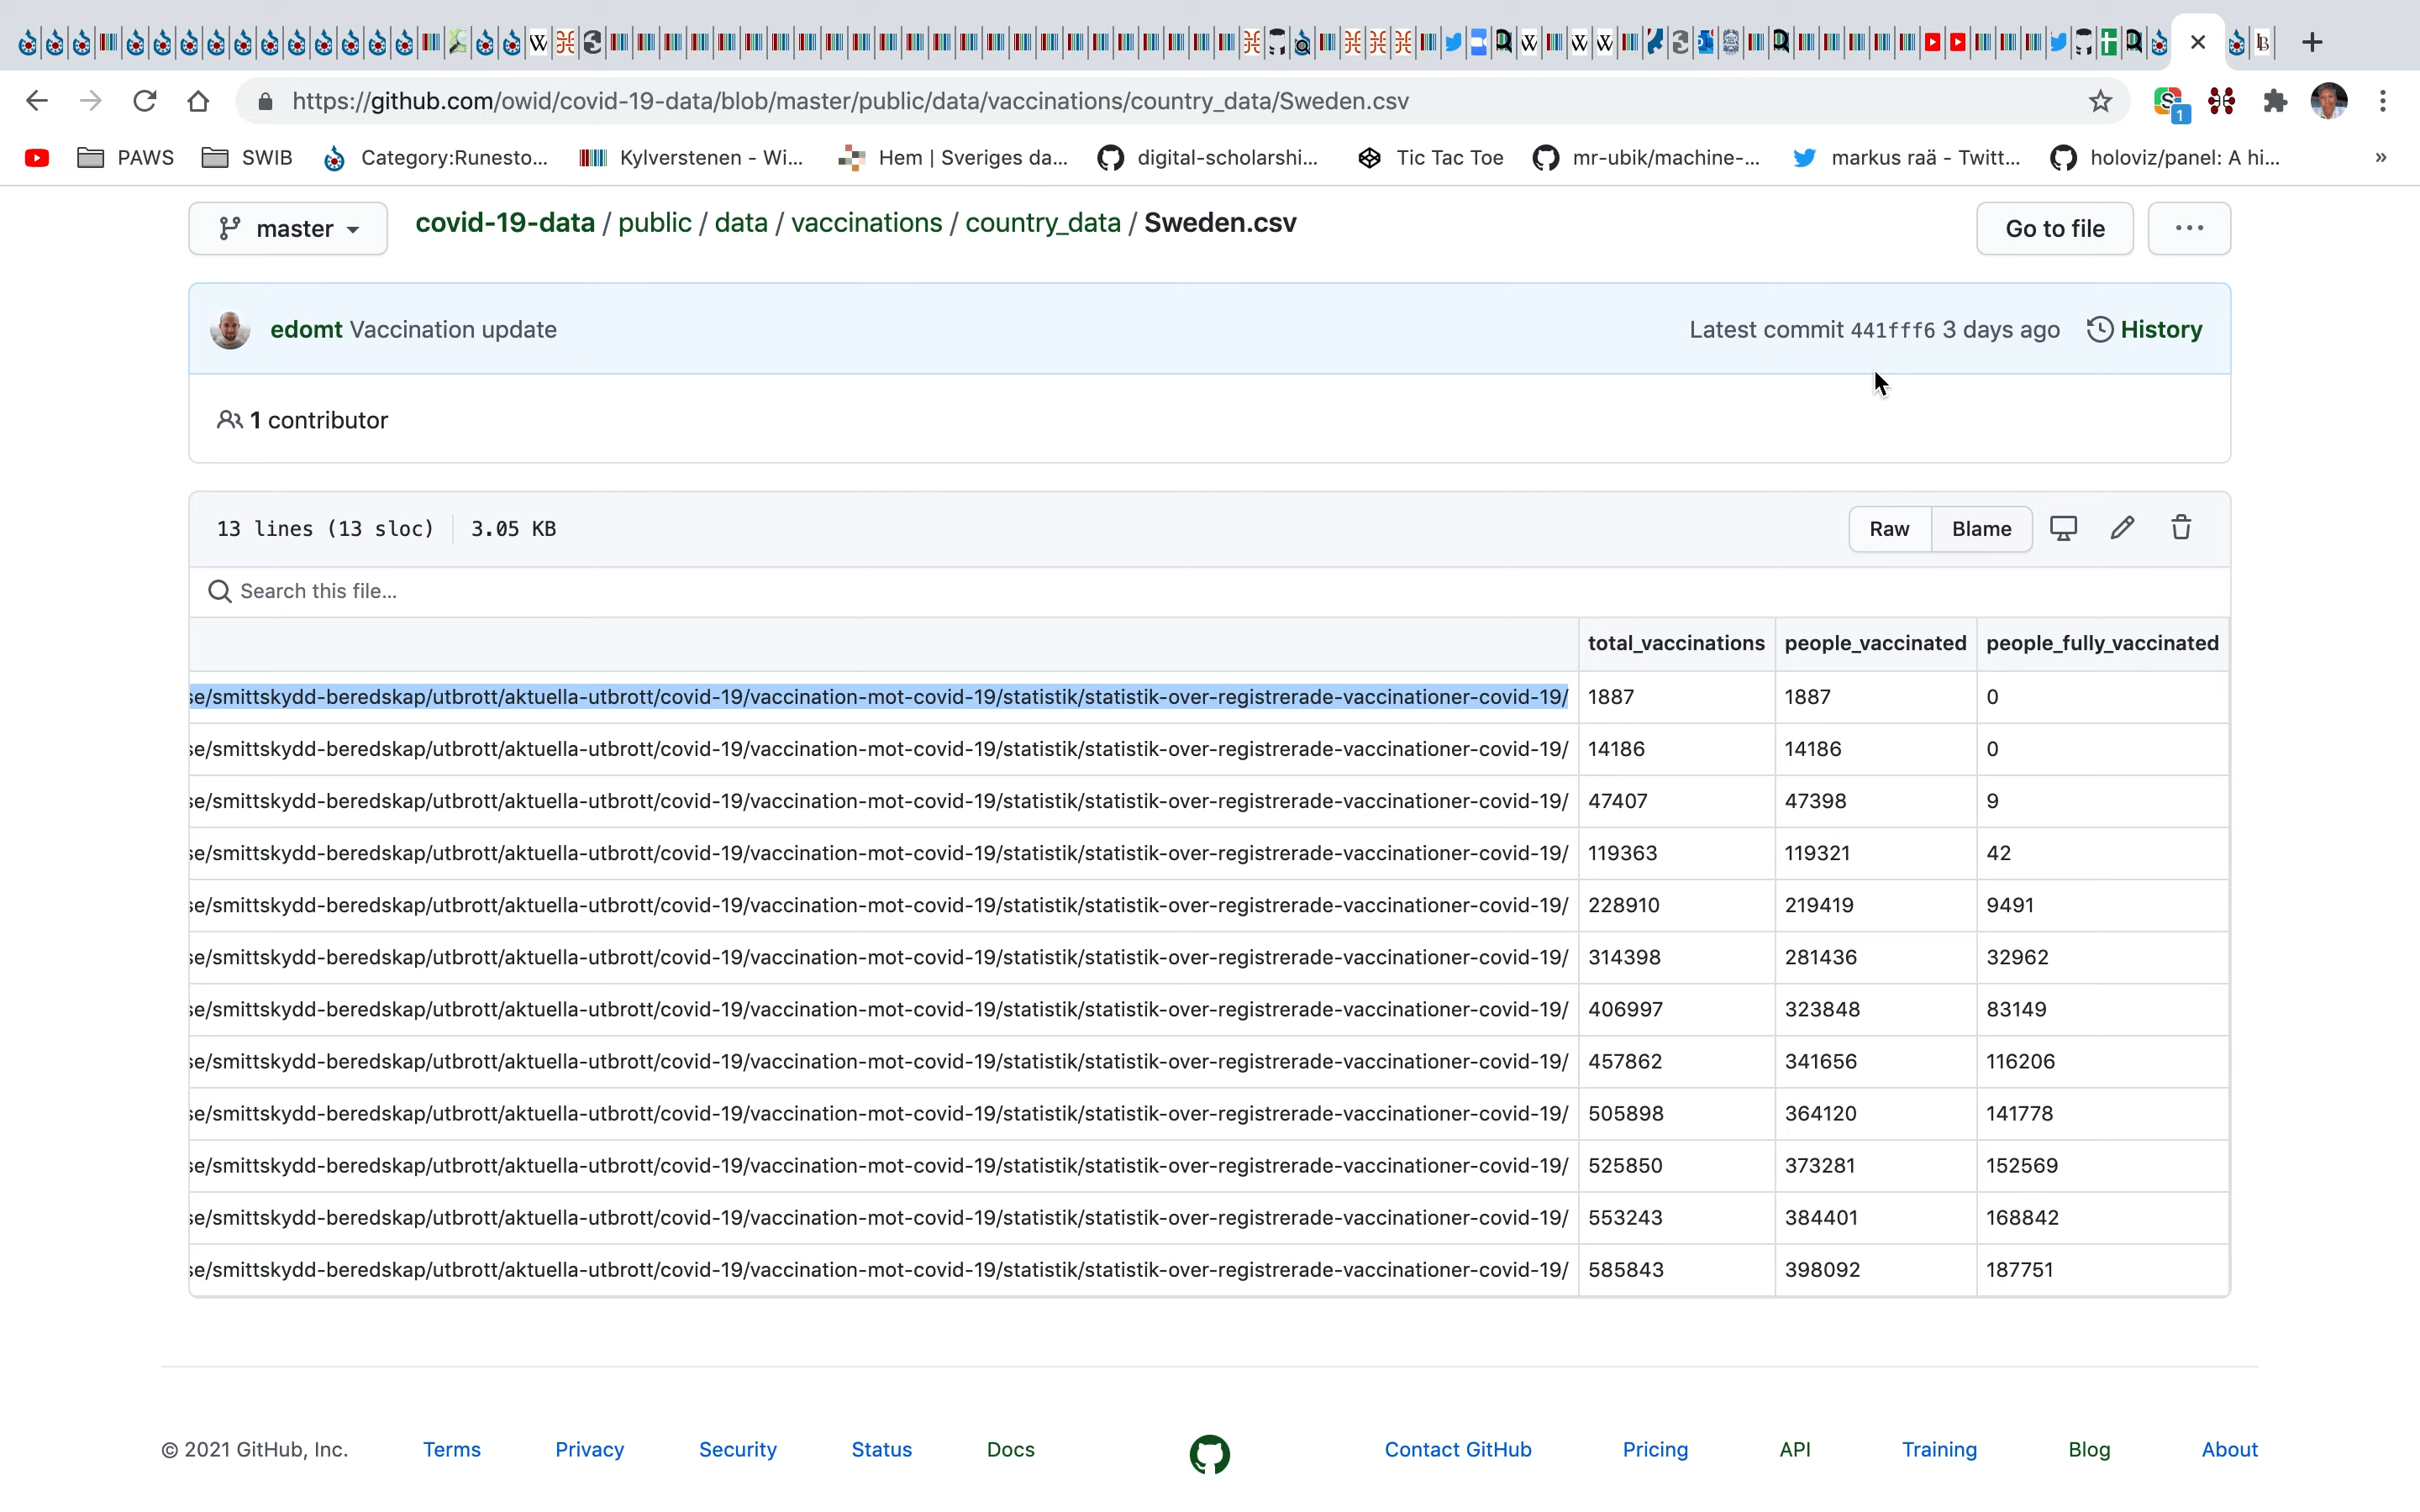 https://github.com/owid/covid-19-data/blob/master/public/data/vaccinations/country_data/Sweden.csv
1
PAWS SWIB Category:Runesto... Kylverstenen - Wi... Hem | Sveriges da... digital-scholarshi... Tic Tac Toe mr-ubik/machine-... markus raä - Twitt... holoviz/panel: A hi... »
master covid-19-data / public / data / vaccinations / country_data / Sweden.csv Go to file ...
edomt Vaccination update Latest commit 441fff6 3 days ago History
1 contributor
13 lines (13 sloc) 3.05 KB Raw Blame
Search this file...
total_vaccinations people_vaccinated people_fully_vaccinated
se/smittskydd-beredskap/utbrott/aktuella-utbrott/covid-19/vaccination-mot-covid-19/statistik/statistik-over-registrerade-vaccinationer-covid-19/ 1887 1887 0
se/smittskydd-beredskap/utbrott/aktuella-utbrott/covid-19/vaccination-mot-covid-19/statistik/statistik-over-registrerade-vaccinationer-covid-19/ 14186 14186 0
se/smittskydd-beredskap/utbrott/aktuella-utbrott/covid-19/vaccination-mot-covid-19/statistik/statistik-over-registrerade-vaccinationer-covid-19/ 47407 47398 9
se/smittskydd-beredskap/utbrott/aktuella-utbrott/covid-19/vaccination-mot-covid-19/statistik/statistik-over-registrerade-vaccinationer-covid-19/ 119363 119321 42
se/smittskydd-beredskap/utbrott/aktuella-utbrott/covid-19/vaccination-mot-covid-19/statistik/statistik-over-registrerade-vaccinationer-covid-19/ 228910 219419 9491
se/smittskydd-beredskap/utbrott/aktuella-utbrott/covid-19/vaccination-mot-covid-19/statistik/statistik-over-registrerade-vaccinationer-covid-19/ 314398 281436 32962
se/smittskydd-beredskap/utbrott/aktuella-utbrott/covid-19/vaccination-mot-covid-19/statistik/statistik-over-registrerade-vaccinationer-covid-19/ 406997 323848 83149
se/smittskydd-beredskap/utbrott/aktuella-utbrott/covid-19/vaccination-mot-covid-19/statistik/statistik-over-registrerade-vaccinationer-covid-19/ 457862 341656 116206
se/smittskydd-beredskap/utbrott/aktuella-utbrott/covid-19/vaccination-mot-covid-19/statistik/statistik-over-registrerade-vaccinationer-covid-19/ 505898 364120 141778
se/smittskydd-beredskap/utbrott/aktuella-utbrott/covid-19/vaccination-mot-covid-19/statistik/statistik-over-registrerade-vaccinationer-covid-19/ 525850 373281 152569
se/smittskydd-beredskap/utbrott/aktuella-utbrott/covid-19/vaccination-mot-covid-19/statistik/statistik-over-registrerade-vaccinationer-covid-19/ 553243 384401 168842
se/smittskydd-beredskap/utbrott/aktuella-utbrott/covid-19/vaccination-mot-covid-19/statistik/statistik-over-registrerade-vaccinationer-covid-19/ 585843 398092 187751
© 2021 GitHub, Inc. Terms Privacy Security Status Docs Contact GitHub Pricing API Training Blog About